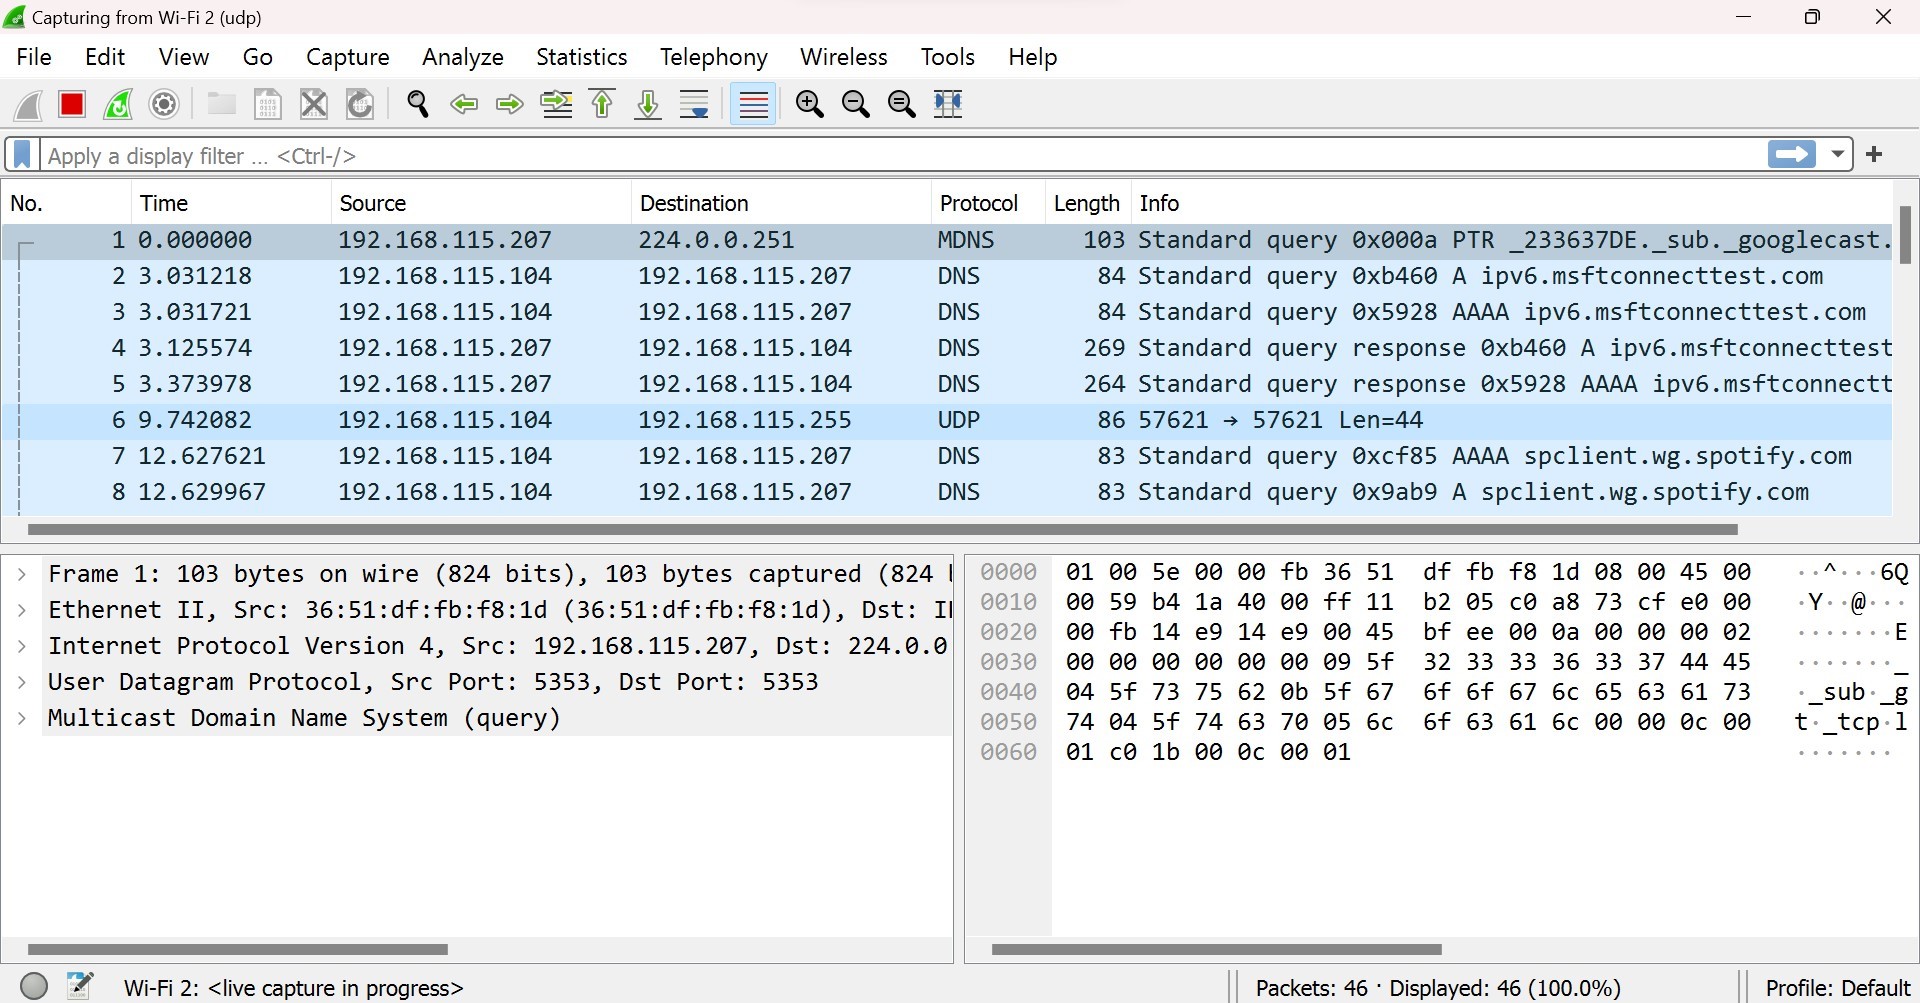 Capturing from Wi-Fi 2 (udp)
File Edit View Go Capture Analyze Statistics Telephony Wireless Tools Help
Apply a display filter ... <Ctrl-/>
No. Time Source Destination Protocol Length Info
1 0.000000 192.168.115.207 224.0.0.251 MDNS 103 Standard query 0x000a PTR _233637DE._sub._googlecast.
2 3.031218 192.168.115.104 192.168.115.207 DNS 84 Standard query 0xb460 A ipv6.msftconnecttest.com
3 3.031721 192.168.115.104 192.168.115.207 DNS 84 Standard query 0x5928 AAAA ipv6.msftconnecttest.com
4 3.125574 192.168.115.207 192.168.115.104 DNS 269 Standard query response 0xb460 A ipv6.msftconnecttest
5 3.373978 192.168.115.207 192.168.115.104 DNS 264 Standard query response 0x5928 AAAA ipv6.msftconnectt
6 9.742082 192.168.115.104 192.168.115.255 UDP 86 57621 → 57621 Len=44
7 12.627621 192.168.115.104 192.168.115.207 DNS 83 Standard query 0xcf85 AAAA spclient.wg.spotify.com
8 12.629967 192.168.115.104 192.168.115.207 DNS 83 Standard query 0x9ab9 A spclient.wg.spotify.com
Frame 1: 103 bytes on wire (824 bits), 103 bytes captured (824
Ethernet II, Src: 36:51:df:fb:f8:1d (36:51:df:fb:f8:1d), Dst:
Internet Protocol Version 4, Src: 192.168.115.207, Dst: 224.0.0
User Datagram Protocol, Src Port: 5353, Dst Port: 5353
Multicast Domain Name System (query)
0000 01 00 5e 00 00 fb 36 51 df fb f8 1d 08 00 45 00 ··^···6Q
0010 00 59 b4 1a 40 00 ff 11 b2 05 c0 a8 73 cf e0 00 ·Y··@···
0020 00 fb 14 e9 14 e9 00 45 bf ee 00 0a 00 00 00 02 ·······E
0030 00 00 00 00 00 00 09 5f 32 33 33 36 33 37 44 45 ·······_
0040 04 5f 73 75 62 0b 5f 67 6f 6f 67 6c 65 63 61 73 ·_sub·_g
0050 74 04 5f 74 63 70 05 6c 6f 63 61 6c 00 00 0c 00 t·_tcp·l
0060 01 c0 1b 00 0c 00 01 ·······
Wi-Fi 2: <live capture in progress>
Packets: 46 · Displayed: 46 (100.0%)
Profile: Default